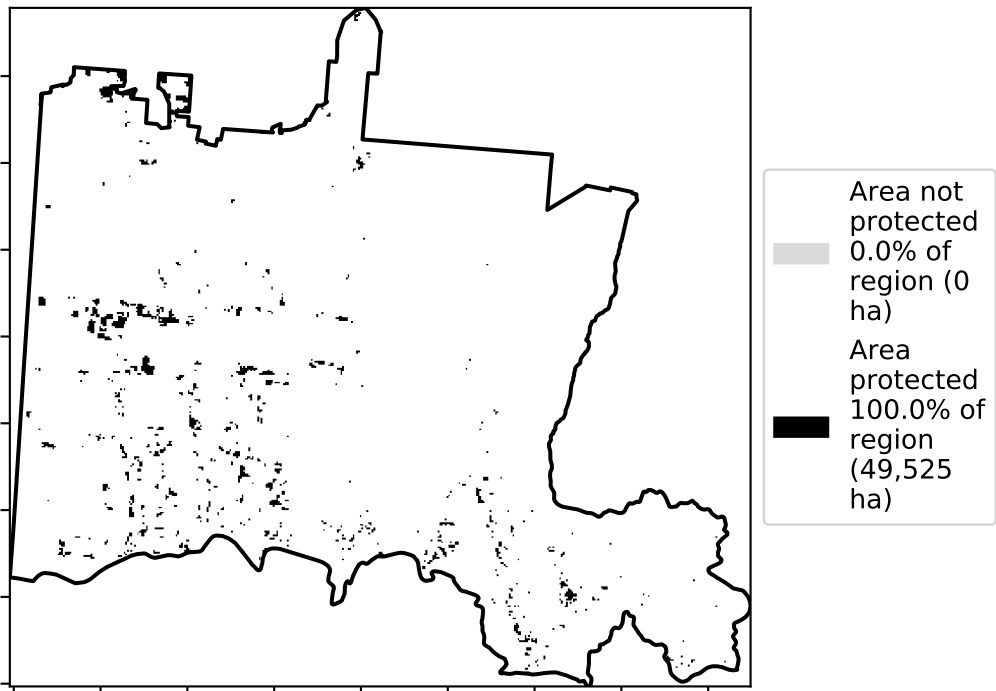 Area not
protected
0.0% of
region (0
ha)
Area
protected
100.0% of
region
(49,525
ha)